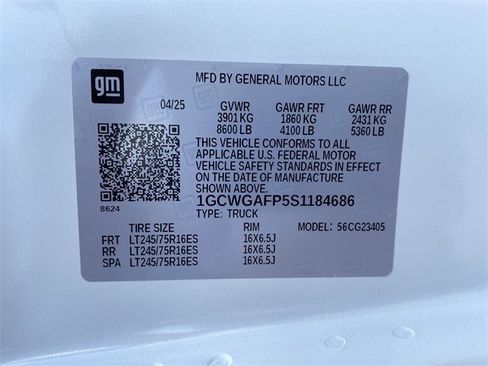 gm
MFD BY GENERAL MOTORS LLC
04/25 GVWR GAWR FRT GAWR RR
3901 KG 1860 KG 2431 KG
8600 LB 4100 LB 5360 LB
THIS VEHICLE CONFORMS TO ALL
APPLICABLE U.S. FEDERAL MOTOR
VEHICLE SAFETY STANDARDS IN EFFECT
ON THE DATE OF MANUFACTURE SHOWN ABOVE.
8624
1GCWGAFP5S1184686
TYPE: TRUCK
TIRE SIZE RIM MODEL: 56CG23405
FRT LT245/75R16ES 16X6.5J
RR LT245/75R16ES 16X6.5J
SPA LT245/75R16ES 16X6.5J